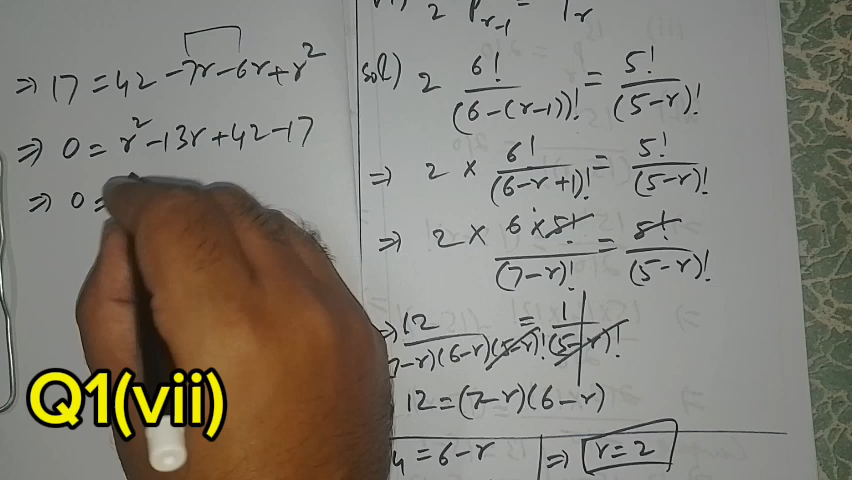 ⇒ 17 = 42 - 7r - 6r + r²
⇒ 0 = r² - 13r + 42 - 17
⇒ 0 =
2 P r-1 = P r
Sol) 2 6!/(6-(r-1))! = 5!/(5-r)!
⇒ 2 × 6!/(6-r+1)! = 5!/(5-r)!
⇒ 2 × 6×5!/(7-r)! = 5!/(5-r)!
⇒ 12/(7-r)(6-r)(5-r)! = 1/(5-r)!
12 = (7-r)(6-r)
4 = 6-r ⇒ r = 2
Q1(vii)